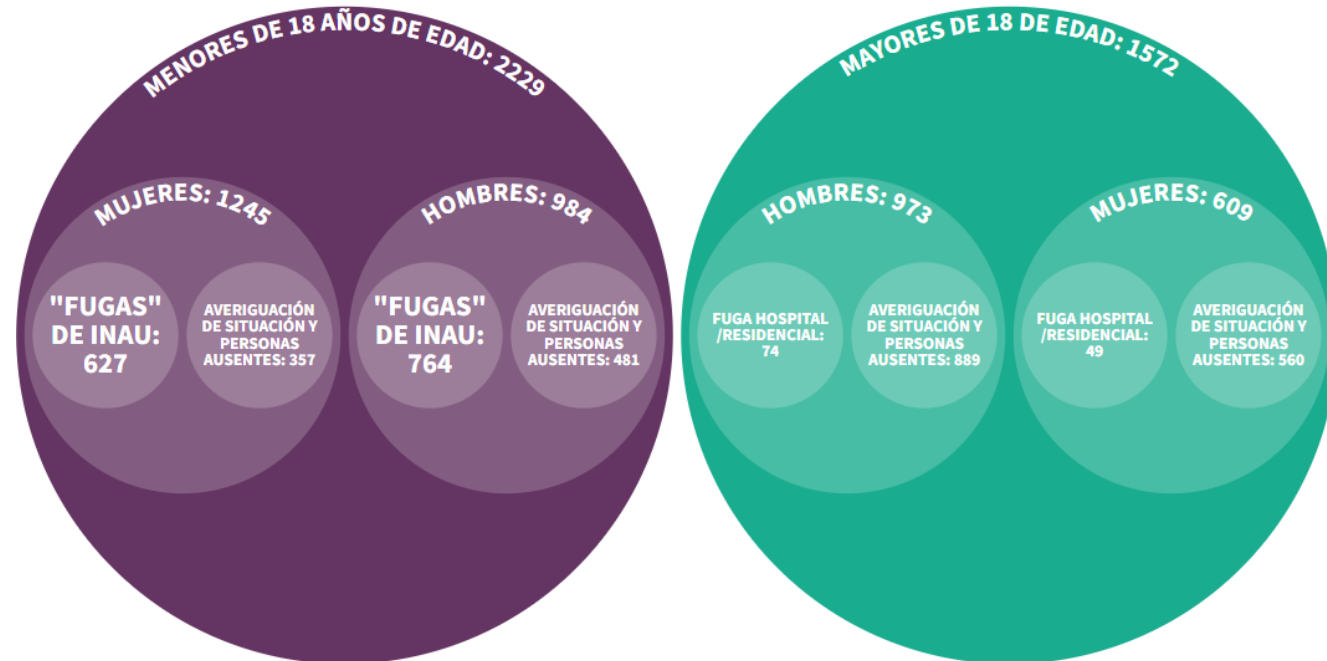 MENORES DE 18 AÑOS DE EDAD: 2229
MUJERES: 1245
"FUGAS"
DE INAU:
627
AVERIGUACIÓN
DE SITUACIÓN Y
PERSONAS
AUSENTES: 357
HOMBRES: 984
"FUGAS"
DE INAU:
764
AVERIGUACIÓN
DE SITUACIÓN Y
PERSONAS
AUSENTES: 481
MAYORES DE 18 DE EDAD: 1572
HOMBRES: 973
FUGA HOSPITAL
/RESIDENCIAL:
74
AVERIGUACIÓN
DE SITUACIÓN Y
PERSONAS
AUSENTES: 889
MUJERES: 609
FUGA HOSPITAL
/RESIDENCIAL:
49
AVERIGUACIÓN
DE SITUACIÓN Y
PERSONAS
AUSENTES: 560